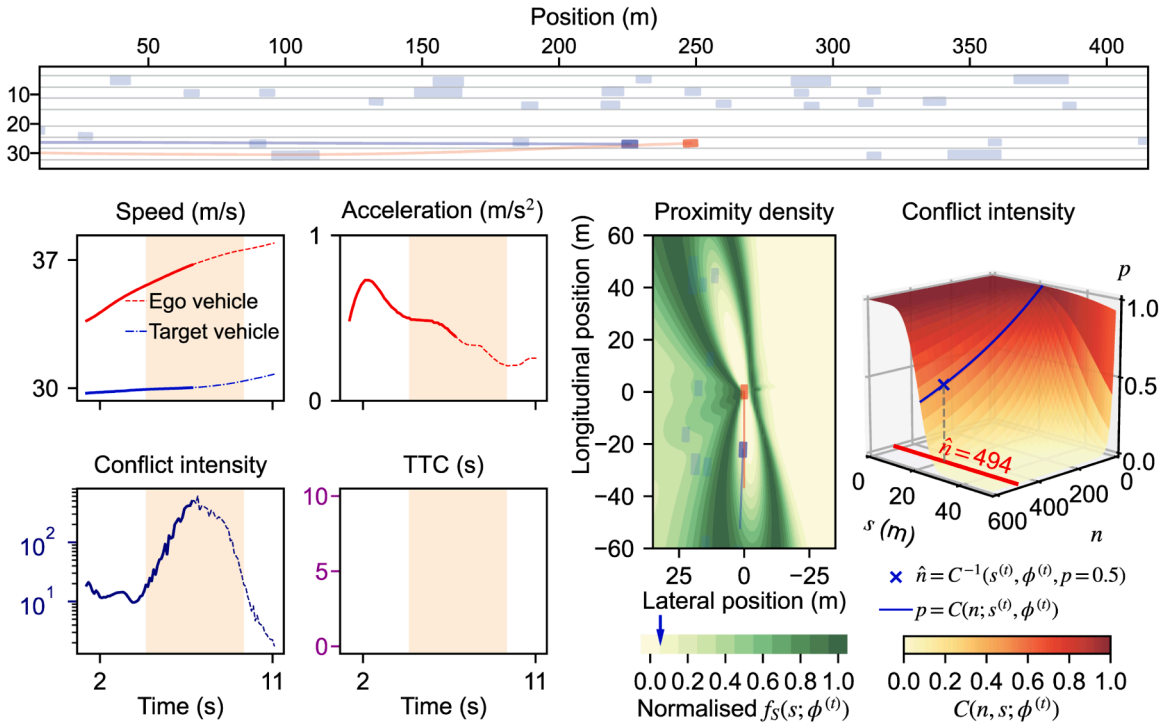 Position (m)
50 100 150 200 250 300 350 400
10
20
30
Speed (m/s)
37
30
Ego vehicle
Target vehicle
Acceleration (m/s²)
1
0
Proximity density
Longitudinal position (m)
60
40
20
0
−20
−40
−60
25 0 −25
Lateral position (m)
0.0 0.2 0.4 0.6 0.8 1.0
Normalised f_S(s; ϕ^(t))
Conflict intensity
p
1.0
0.5
0.0
n̂ = 494
0 20 40
s (m)
600 400 200 0
n
n̂ = C⁻¹(s^(t), ϕ^(t), p = 0.5)
p = C(n; s^(t), ϕ^(t))
0.0 0.2 0.4 0.6 0.8 1.0
C(n, s; ϕ^(t))
Conflict intensity
10²
10¹
2 11
Time (s)
TTC (s)
10
5
0
2 11
Time (s)